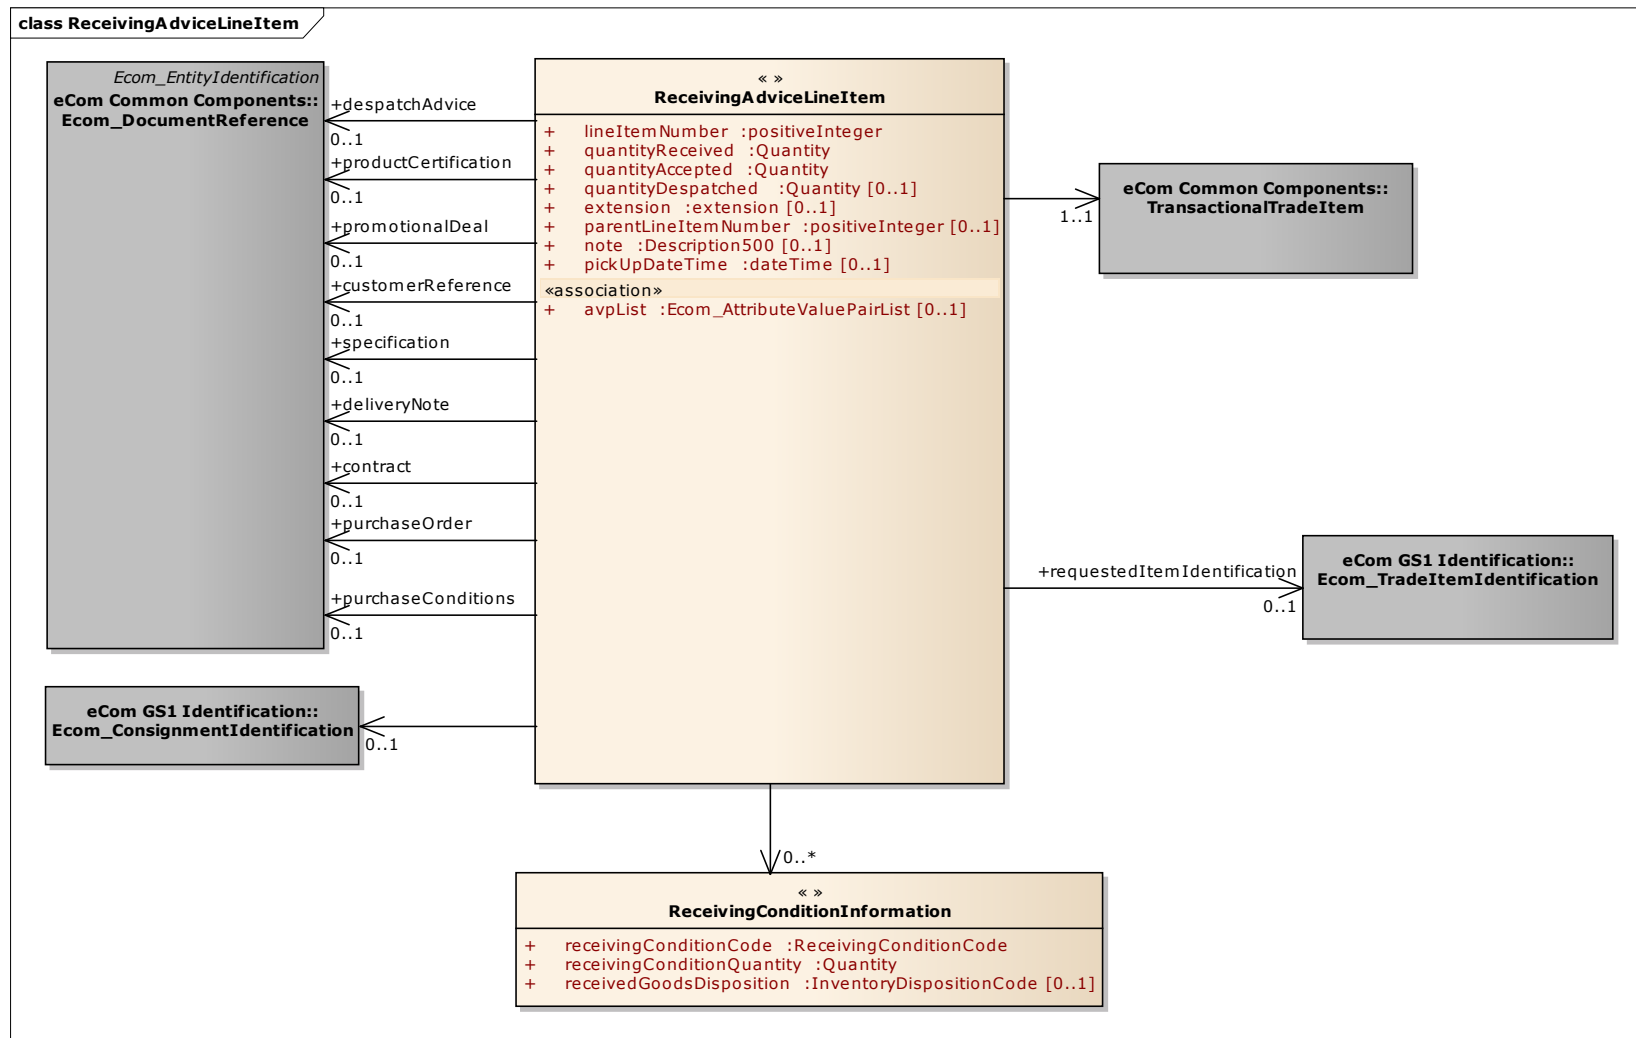 class ReceivingAdviceLineItem
Ecom_EntityIdentification
eCom Common Components::
Ecom_DocumentReference
+despatchAdvice
0..1
+productCertification
0..1
+promotionalDeal
0..1
+customerReference
0..1
+specification
0..1
+deliveryNote
0..1
+contract
0..1
+purchaseOrder
0..1
+purchaseConditions
0..1
eCom GS1 Identification::
Ecom_ConsignmentIdentification
0..1
« »
ReceivingAdviceLineItem
+ lineItemNumber :positiveInteger
+ quantityReceived :Quantity
+ quantityAccepted :Quantity
+ quantityDespatched :Quantity [0..1]
+ extension :extension [0..1]
+ parentLineItemNumber :positiveInteger [0..1]
+ note :Description500 [0..1]
+ pickUpDateTime :dateTime [0..1]
«association»
+ avpList :Ecom_AttributeValuePairList [0..1]
1..1
eCom Common Components::
TransactionalTradeItem
+requestedItemIdentification
0..1
eCom GS1 Identification::
Ecom_TradeItemIdentification
0..*
« »
ReceivingConditionInformation
+ receivingConditionCode :ReceivingConditionCode
+ receivingConditionQuantity :Quantity
+ receivedGoodsDisposition :InventoryDispositionCode [0..1]